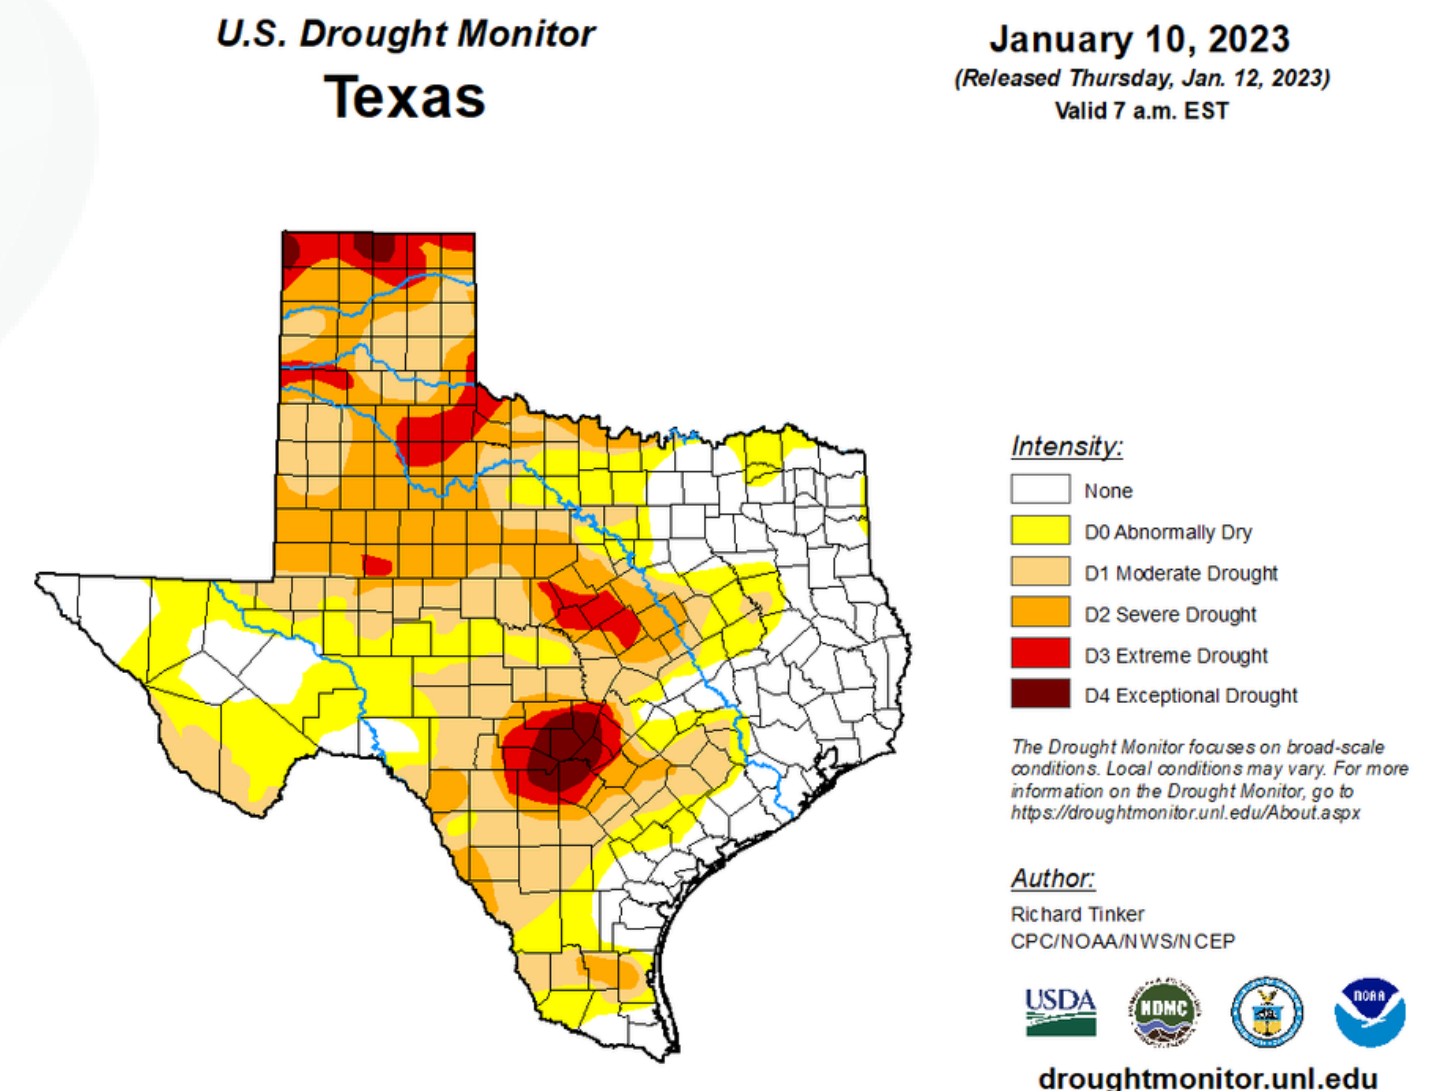 U.S. Drought Monitor
Texas
January 10, 2023
(Released Thursday, Jan. 12, 2023)
Valid 7 a.m. EST
Intensity:
None
D0 Abnormally Dry
D1 Moderate Drought
D2 Severe Drought
D3 Extreme Drought
D4 Exceptional Drought
The Drought Monitor focuses on broad-scale
conditions. Local conditions may vary. For more
information on the Drought Monitor, go to
https://droughtmonitor.unl.edu/About.aspx
Author:
Richard Tinker
CPC/NOAA/NWS/NCEP
USDA
NDMC
NOAA
droughtmonitor.unl.edu